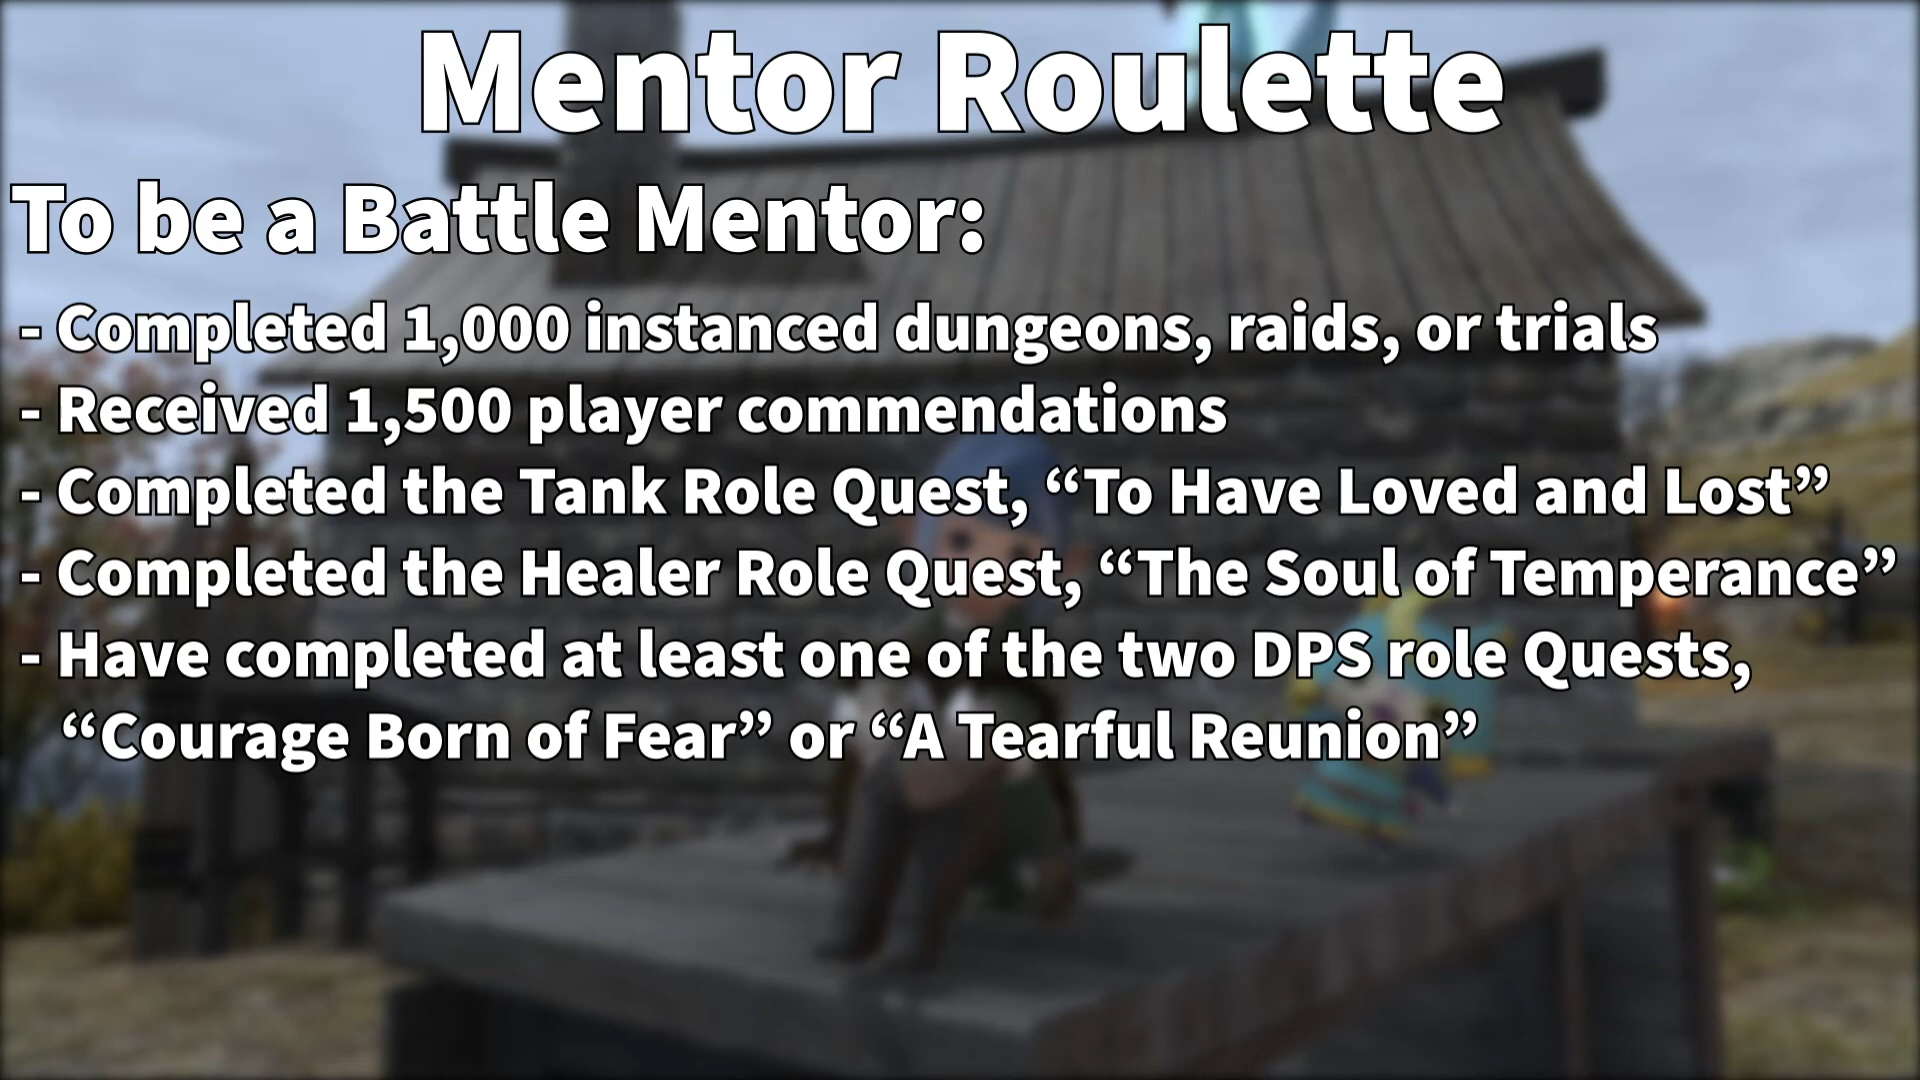 Mentor Roulette
To be a Battle Mentor:
- Completed 1,000 instanced dungeons, raids, or trials
- Received 1,500 player commendations
- Completed the Tank Role Quest, “To Have Loved and Lost”
- Completed the Healer Role Quest, “The Soul of Temperance”
- Have completed at least one of the two DPS role Quests,
“Courage Born of Fear” or “A Tearful Reunion”